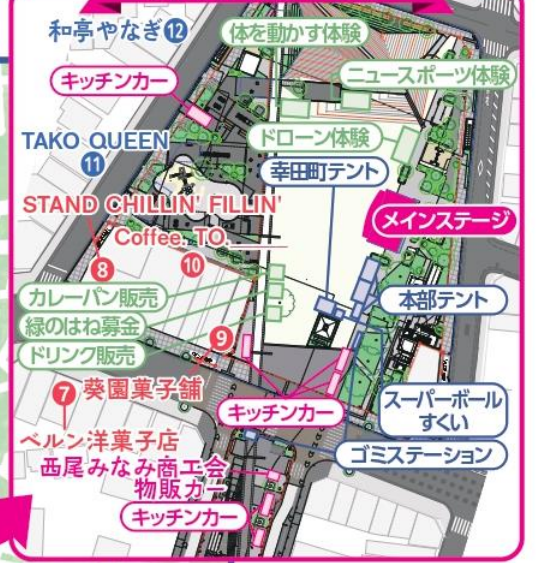 和亭やなぎ⑫
体を動かす体験
キッチンカー
ニュースポーツ体験
ドローン体験
TAKO QUEEN
⑪
幸田町テント
STAND CHILLIN' FILLIN'
メインステージ
Coffee. TO.
⑧
⑩
カレーパン販売
本部テント
緑のはね募金
ドリンク販売
⑨
⑦ 葵園菓子舗
キッチンカー
スーパーボール
すくい
ベルン洋菓子店
ゴミステーション
西尾みなみ商工会
物販カー
キッチンカー